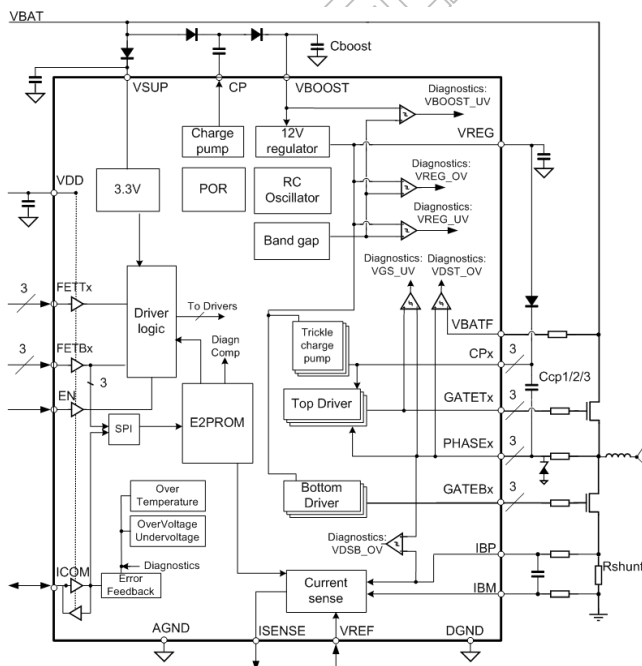 VBAT
Cboost
VSUP
CP
VBOOST
Diagnostics:
VBOOST_UV
Charge
pump
12V
regulator
VREG
VDD
3.3V
POR
RC
Oscillator
Diagnostics:
VREG_OV
Band gap
Diagnostics:
VREG_UV
Diagnostics:
VGS_UV
Diagnostics:
VDST_OV
3
FETTx
Driver
logic
To Drivers
VBATF
Trickle
charge
pump
3
FETBx
Diagn
Comp
CPx
3
Ccp1/2/3
3
EN
SPI
E2PROM
Top Driver
GATETx
3
PHASEx
3
Over
Temperature
Bottom
Driver
GATEBx
3
OverVoltage
Undervoltage
Diagnostics:
VDSB_OV
Diagnostics
IBP
ICOM
Error
Feedback
Current
sense
Rshunt
IBM
AGND
ISENSE
VREF
DGND